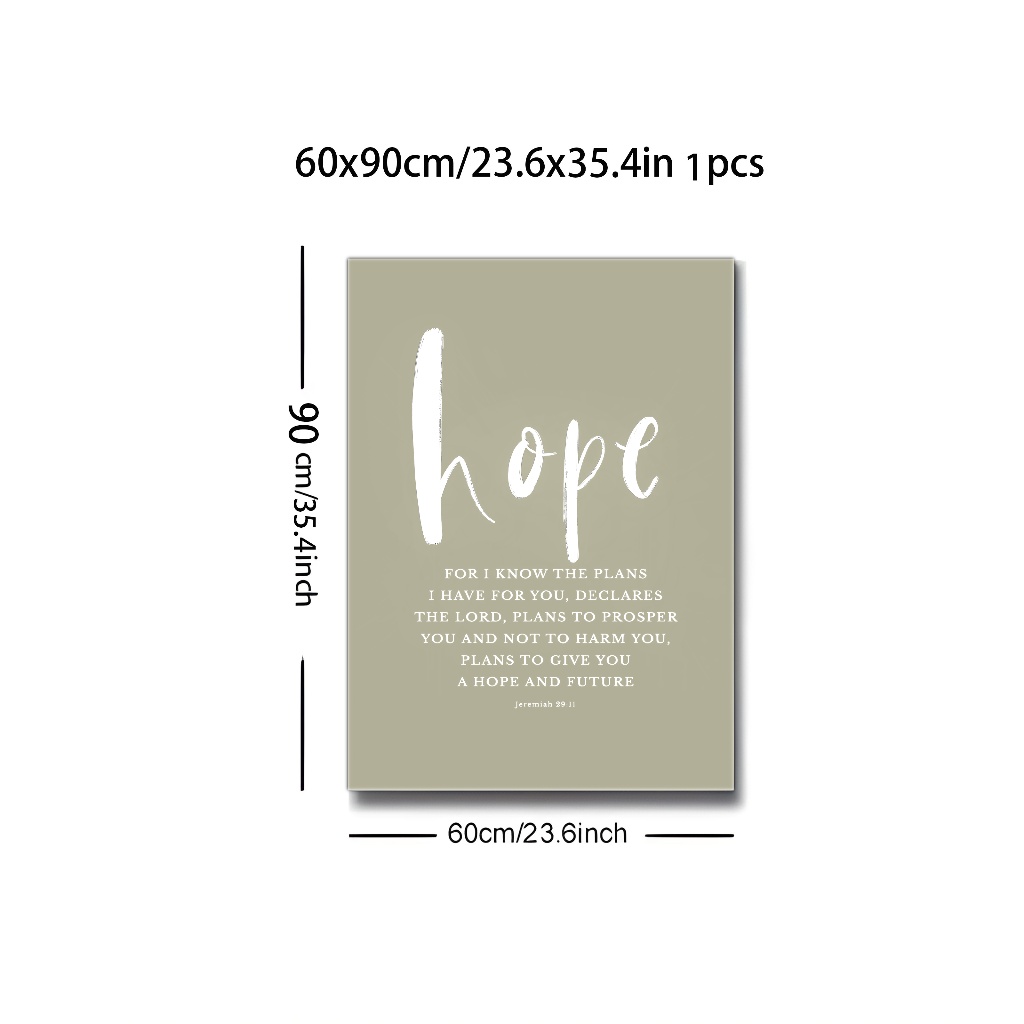 60x90cm/23.6x35.4in 1pcs
90 cm/35.4inch
hope
FOR I KNOW THE PLANS
I HAVE FOR YOU, DECLARES
THE LORD, PLANS TO PROSPER
YOU AND NOT TO HARM YOU,
PLANS TO GIVE YOU
A HOPE AND FUTURE
Jeremiah 29:11
60cm/23.6inch